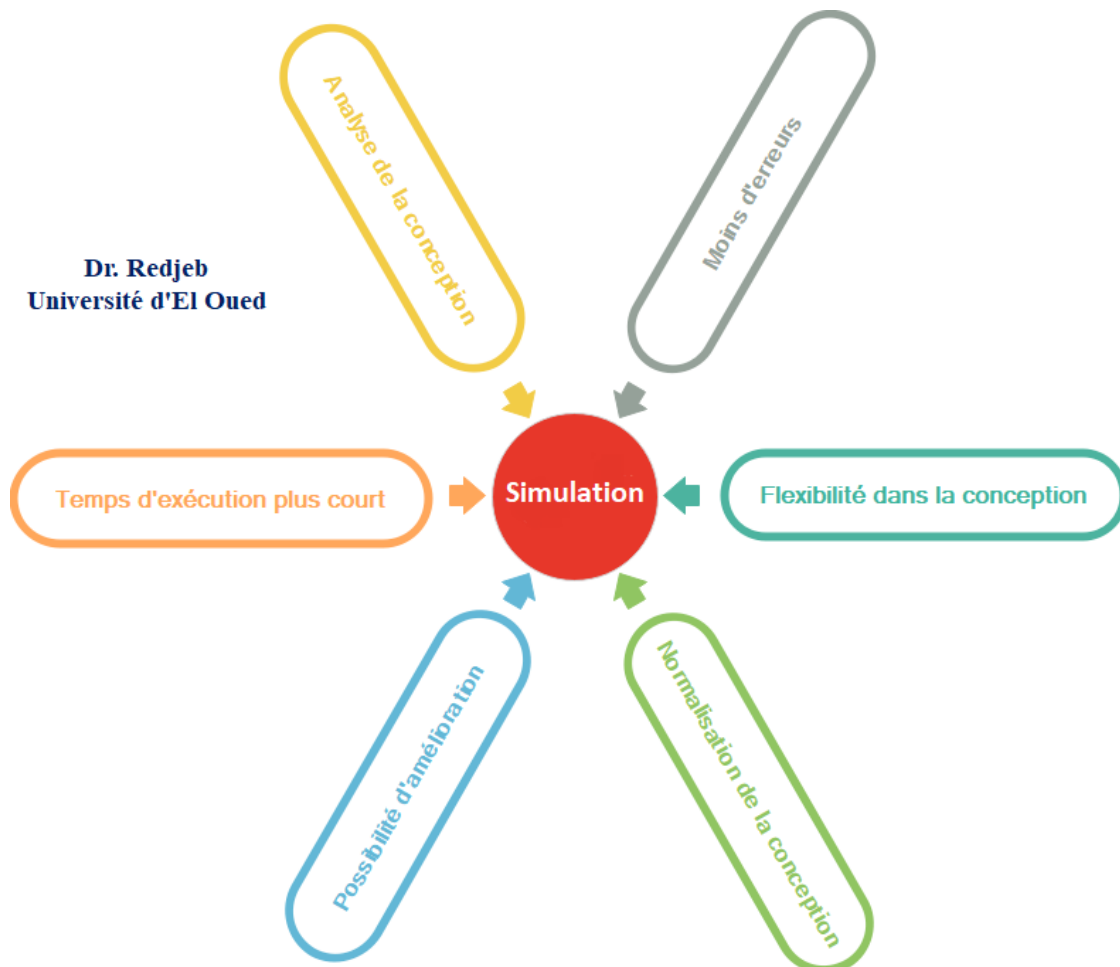 Analyse de la conception
Moins d'erreurs
Dr. Redjeb
Université d'El Oued
Temps d'exécution plus court
Simulation
Flexibilité dans la conception
Possibilité d'amélioration
Normalisation de la conception